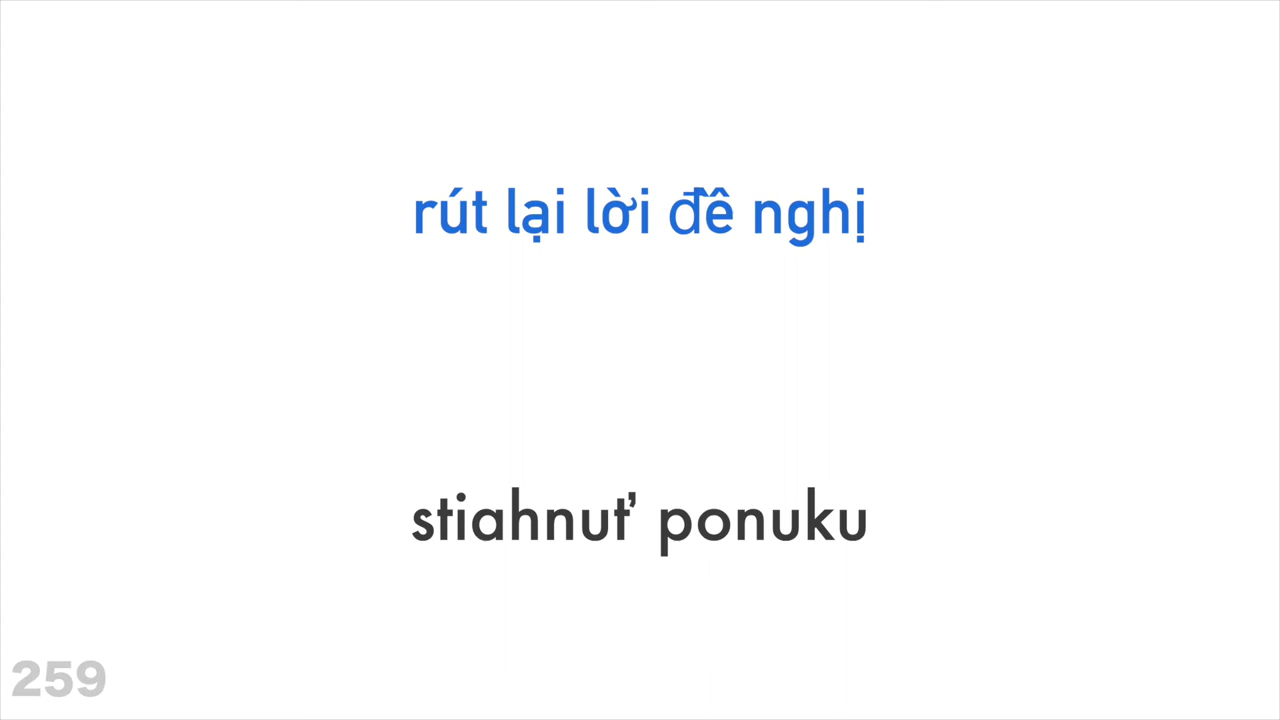 rút lại lời đề nghị
stiahnuť ponuku
259